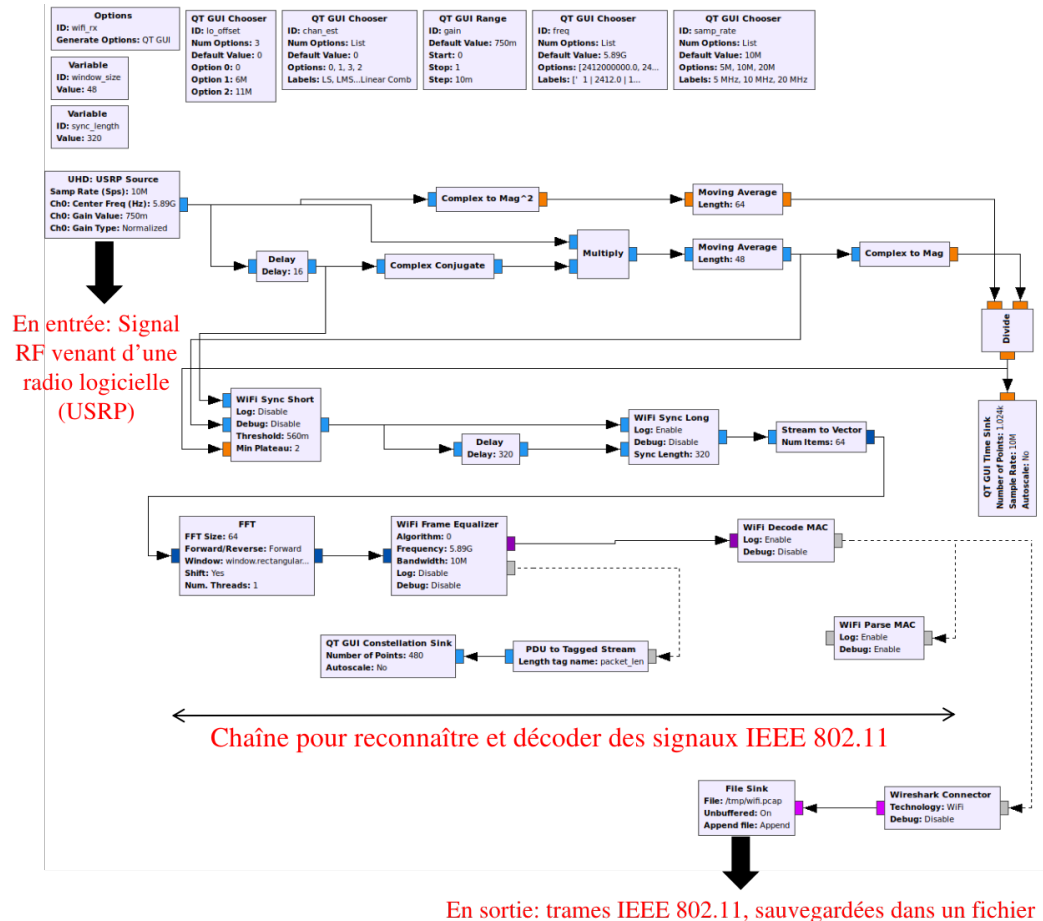 Options
ID: wifi_rx
Generate Options: QT GUI
Variable
ID: window_size
Value: 48
Variable
ID: sync_length
Value: 320
QT GUI Chooser
ID: lo_offset
Num Options: 3
Default Value: 0
Option 0: 0
Option 1: 6M
Option 2: 11M
QT GUI Chooser
ID: chan_est
Num Options: List
Default Value: 0
Options: 0, 1, 3, 2
Labels: LS, LMS...Linear Comb
QT GUI Range
ID: gain
Default Value: 750m
Start: 0
Stop: 1
Step: 10m
QT GUI Chooser
ID: freq
Num Options: List
Default Value: 5.89G
Options: [2412000000.0, 24...
Labels: [' 1 | 2412.0 | 1...
QT GUI Chooser
ID: samp_rate
Num Options: List
Default Value: 10M
Options: 5M, 10M, 20M
Labels: 5 MHz, 10 MHz, 20 MHz
UHD: USRP Source
Samp Rate (Sps): 10M
Ch0: Center Freq (Hz): 5.89G
Ch0: Gain Value: 750m
Ch0: Gain Type: Normalized
Complex to Mag^2
Moving Average
Length: 64
Delay
Delay: 16
Complex Conjugate
Multiply
Moving Average
Length: 48
Complex to Mag
Divide
En entrée: Signal
RF venant d'une
radio logicielle
(USRP)
WiFi Sync Short
Log: Disable
Debug: Disable
Threshold: 560m
Min Plateau: 2
Delay
Delay: 320
WiFi Sync Long
Log: Enable
Debug: Disable
Sync Length: 320
Stream to Vector
Num Items: 64
QT GUI Time Sink
Number of Points: 1.024k
Sample Rate: 10M
Autoscale: No
FFT
FFT Size: 64
Forward/Reverse: Forward
Window: window.rectangular...
Shift: Yes
Num. Threads: 1
WiFi Frame Equalizer
Algorithm: 0
Frequency: 5.89G
Bandwidth: 10M
Log: Disable
Debug: Disable
WiFi Decode MAC
Log: Enable
Debug: Disable
WiFi Parse MAC
Log: Enable
Debug: Enable
QT GUI Constellation Sink
Number of Points: 480
Autoscale: No
PDU to Tagged Stream
Length tag name: packet_len
Chaîne pour reconnaître et décoder des signaux IEEE 802.11
File Sink
File: /tmp/wifi.pcap
Unbuffered: On
Append file: Append
Wireshark Connector
Technology: WiFi
Debug: Disable
En sortie: trames IEEE 802.11, sauvegardées dans un fichier